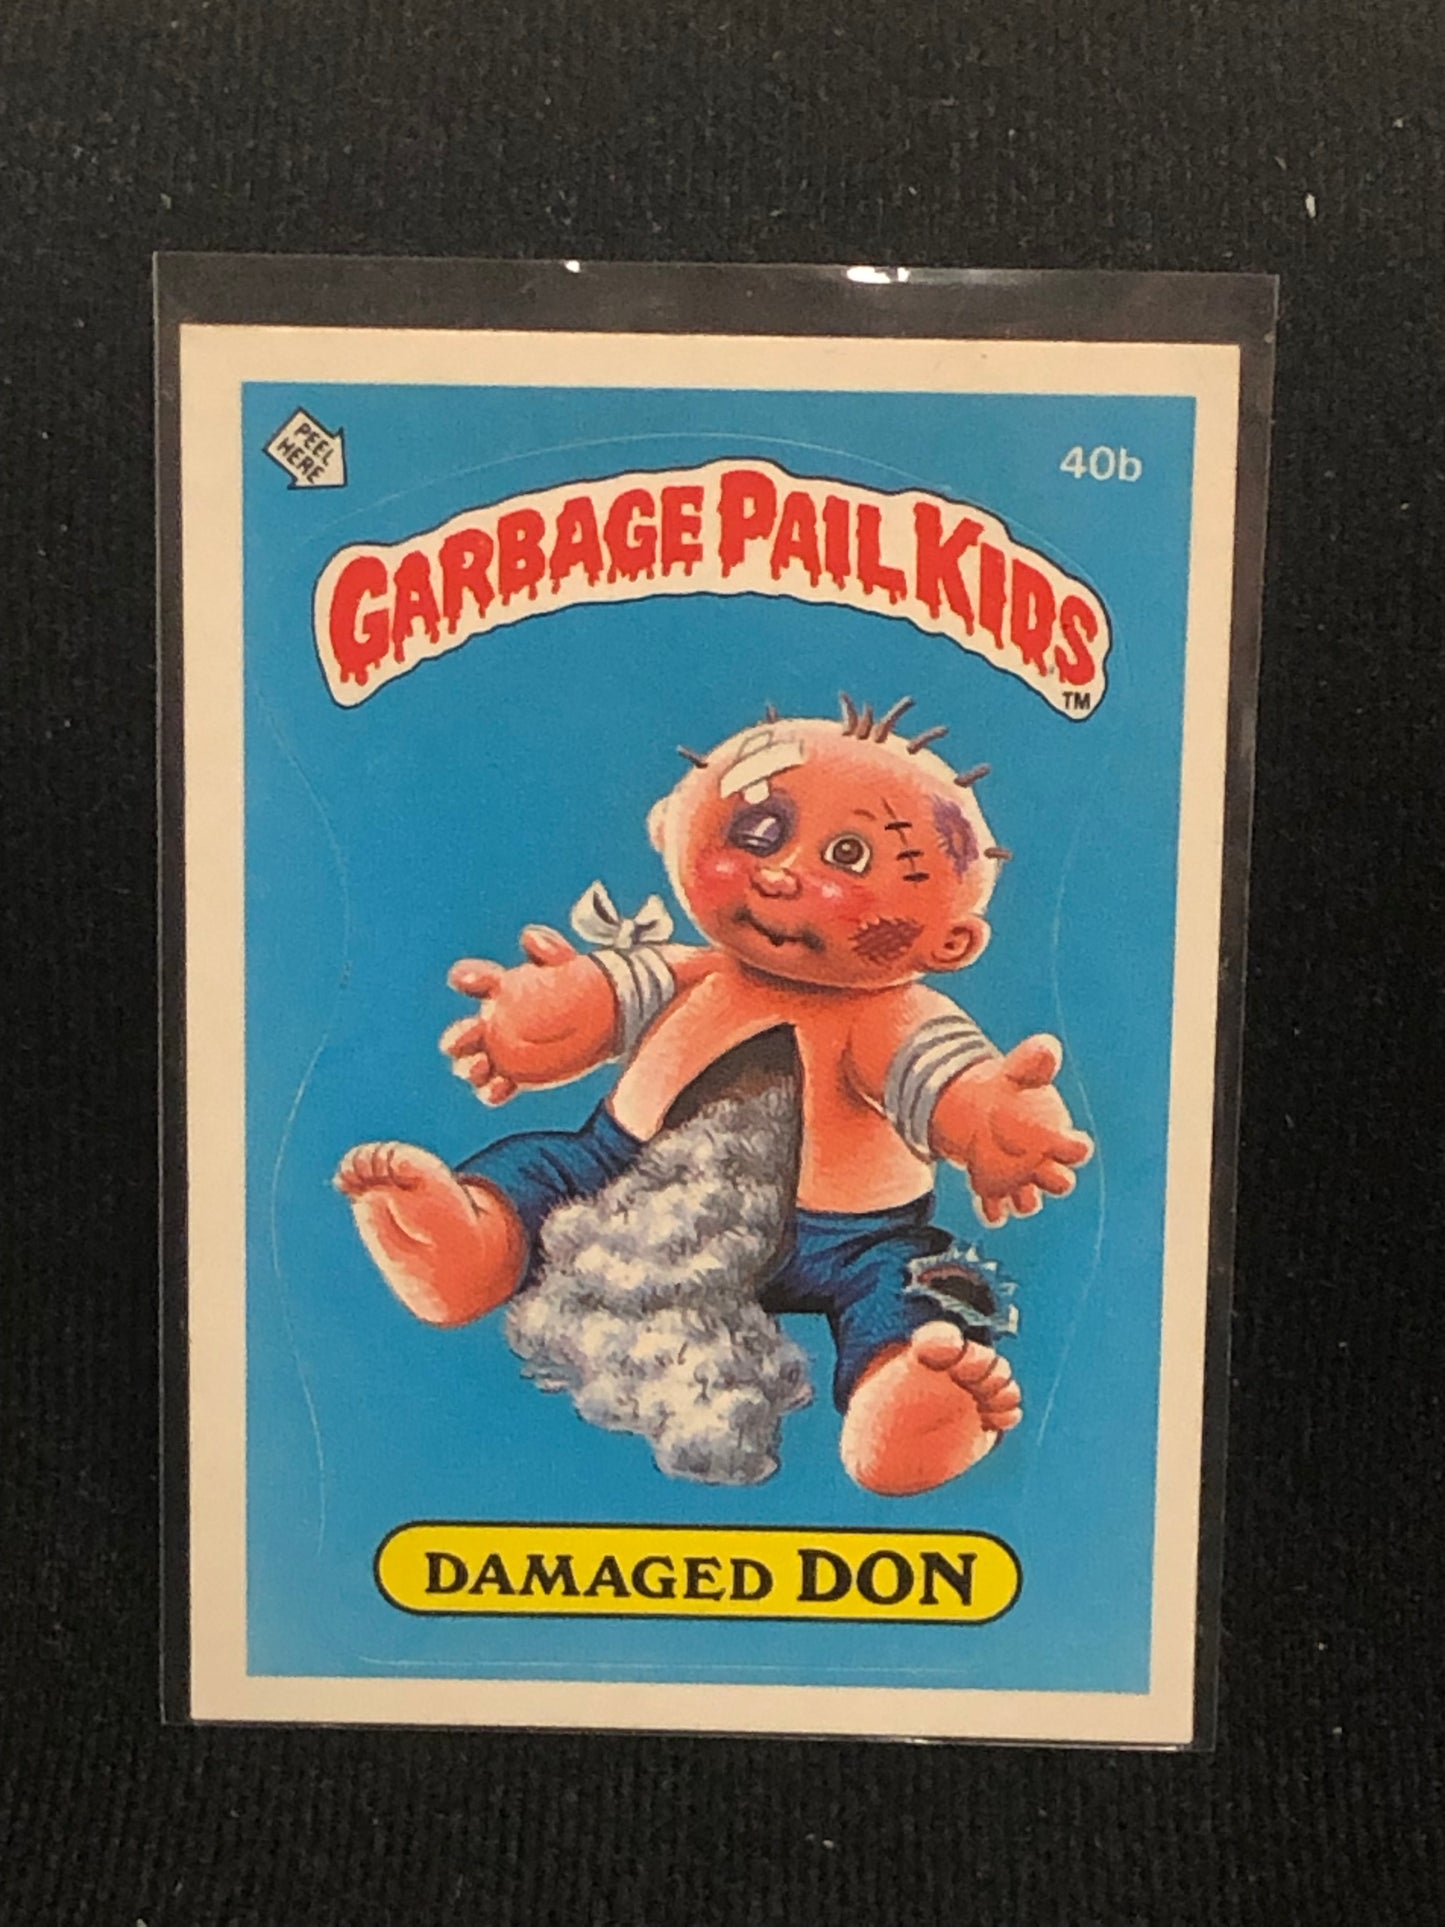 PEEL
HERE
40b
GARBAGE PAIL KIDS
TM
DAMAGED DON